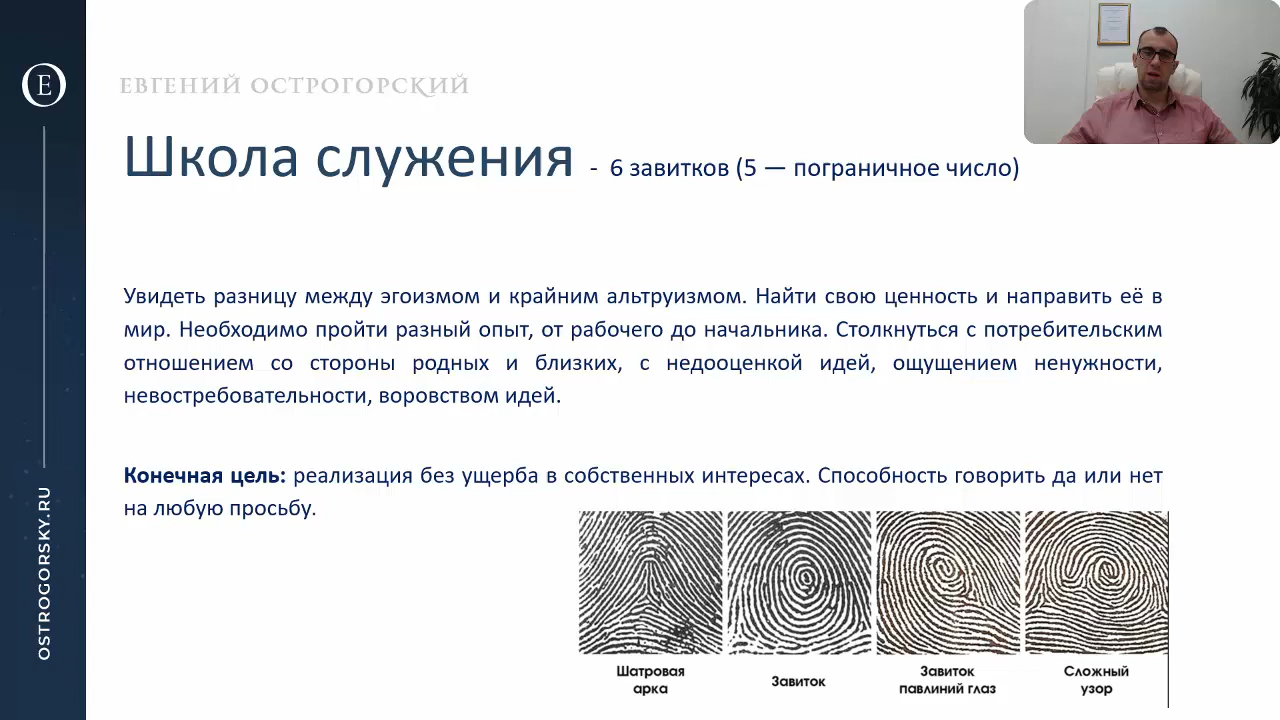 ЕВГЕНИЙ ОСТРОГОРСКИЙ
Школа служения - 6 завитков (5 — пограничное число)
Увидеть разницу между эгоизмом и крайним альтруизмом. Найти свою ценность и направить её в
мир. Необходимо пройти разный опыт, от рабочего до начальника. Столкнуться с потребительским
отношением со стороны родных и близких, с недооценкой идей, ощущением ненужности,
невостребовательности, воровством идей.
Конечная цель: реализация без ущерба в собственных интересах. Способность говорить да или нет
на любую просьбу.
Шатровая
арка
Завиток
Завиток
павлиний глаз
Сложный
узор
OE
OSTROGORSKY.RU